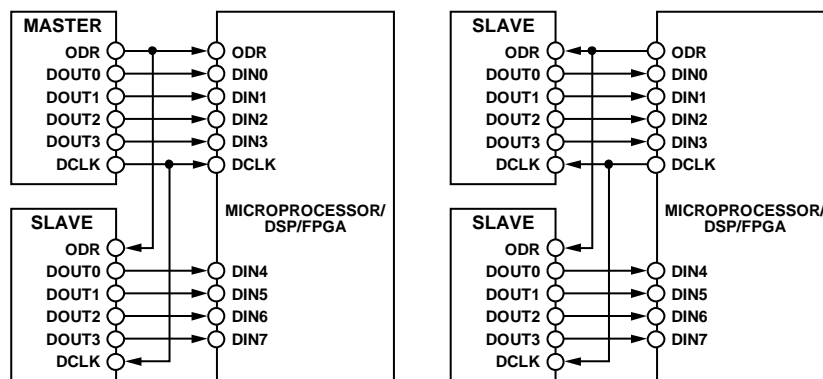 MASTER
ODR
DOUT0
DOUT1
DOUT2
DOUT3
DCLK
ODR
DIN0
DIN1
DIN2
DIN3
DCLK
MICROPROCESSOR/
DSP/FPGA
SLAVE
ODR
DOUT0
DOUT1
DOUT2
DOUT3
DCLK
DIN4
DIN5
DIN6
DIN7
SLAVE
ODR
DOUT0
DOUT1
DOUT2
DOUT3
DCLK
ODR
DIN0
DIN1
DIN2
DIN3
DCLK
MICROPROCESSOR/
DSP/FPGA
SLAVE
ODR
DOUT0
DOUT1
DOUT2
DOUT3
DCLK
DIN4
DIN5
DIN6
DIN7